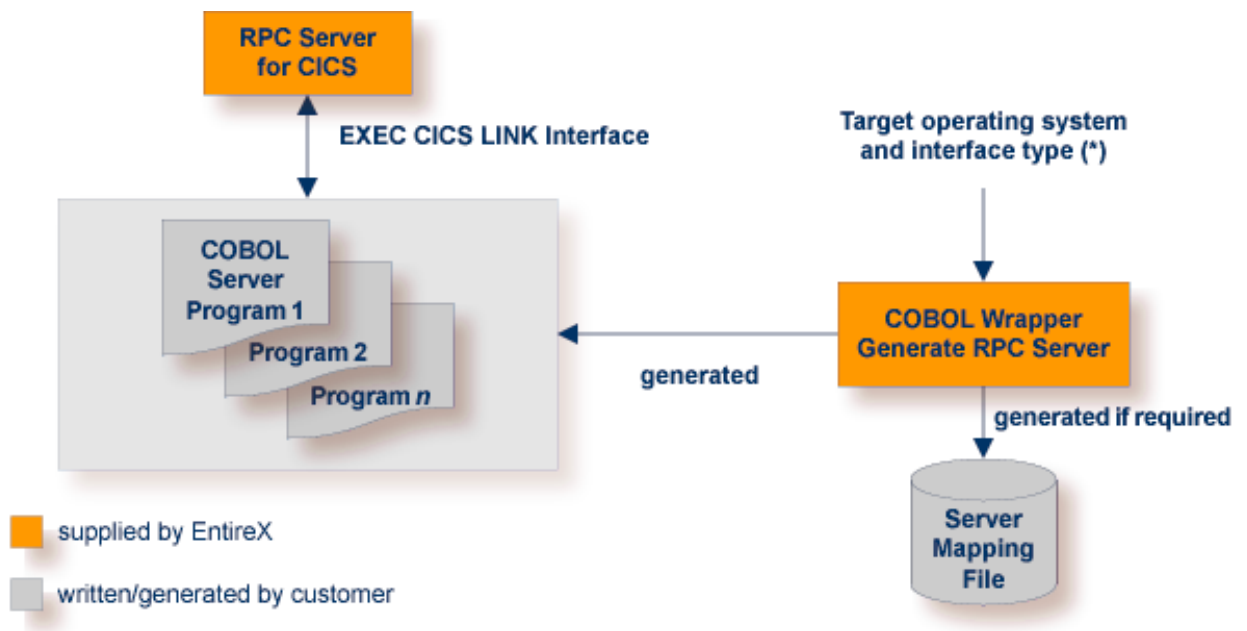 RPC Server
for CICS
EXEC CICS LINK Interface
Target operating system
and interface type (*)
COBOL
Server
Program 1
Program 2
Program n
COBOL Wrapper
Generate RPC Server
generated
generated if required
Server
Mapping
File
supplied by EntireX
written/generated by customer